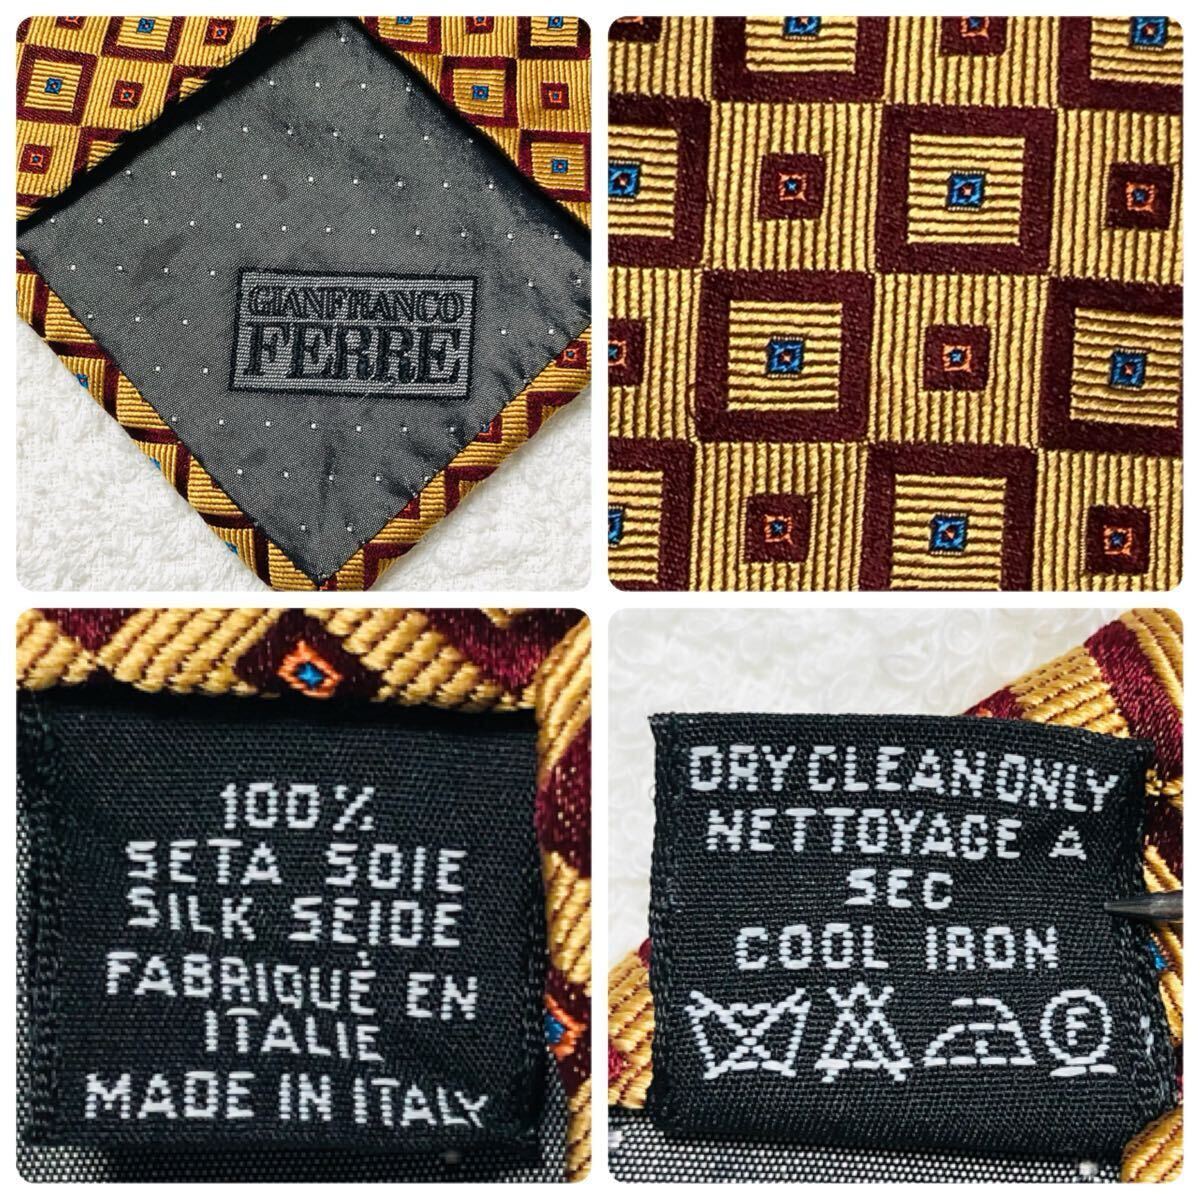 GIANFRANCO
FERRE
100%
SETA SOIE
SILK SEIDE
FABRIQUÉ EN
ITALIE
MADE IN ITALY
DRY CLEAN ONLY
NETTOYAGE A
SEC
COOL IRON
F